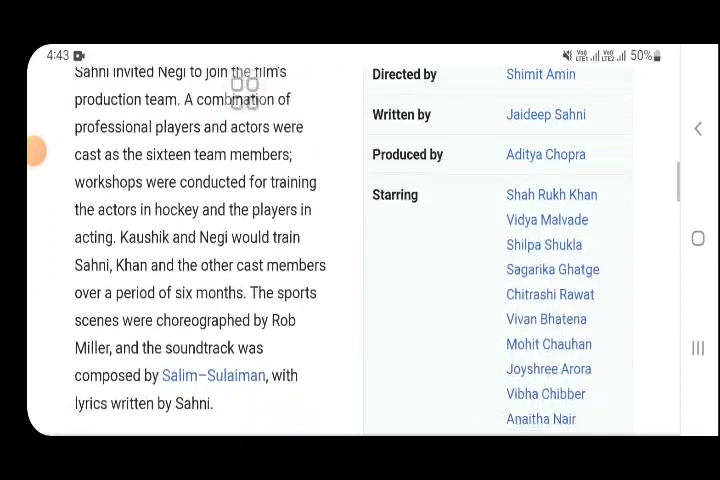 4:43
Vo) LTE1 Vo) LTE2 50%
Sahni invited Negi to join the film's
production team. A combination of
professional players and actors were
cast as the sixteen team members;
workshops were conducted for training
the actors in hockey and the players in
acting. Kaushik and Negi would train
Sahni, Khan and the other cast members
over a period of six months. The sports
scenes were choreographed by Rob
Miller, and the soundtrack was
composed by Salim–Sulaiman, with
lyrics written by Sahni.
Directed by Shimit Amin
Written by Jaideep Sahni
Produced by Aditya Chopra
Starring Shah Rukh Khan
Vidya Malvade
Shilpa Shukla
Sagarika Ghatge
Chitrashi Rawat
Vivan Bhatena
Mohit Chauhan
Joyshree Arora
Vibha Chibber
Anaitha Nair